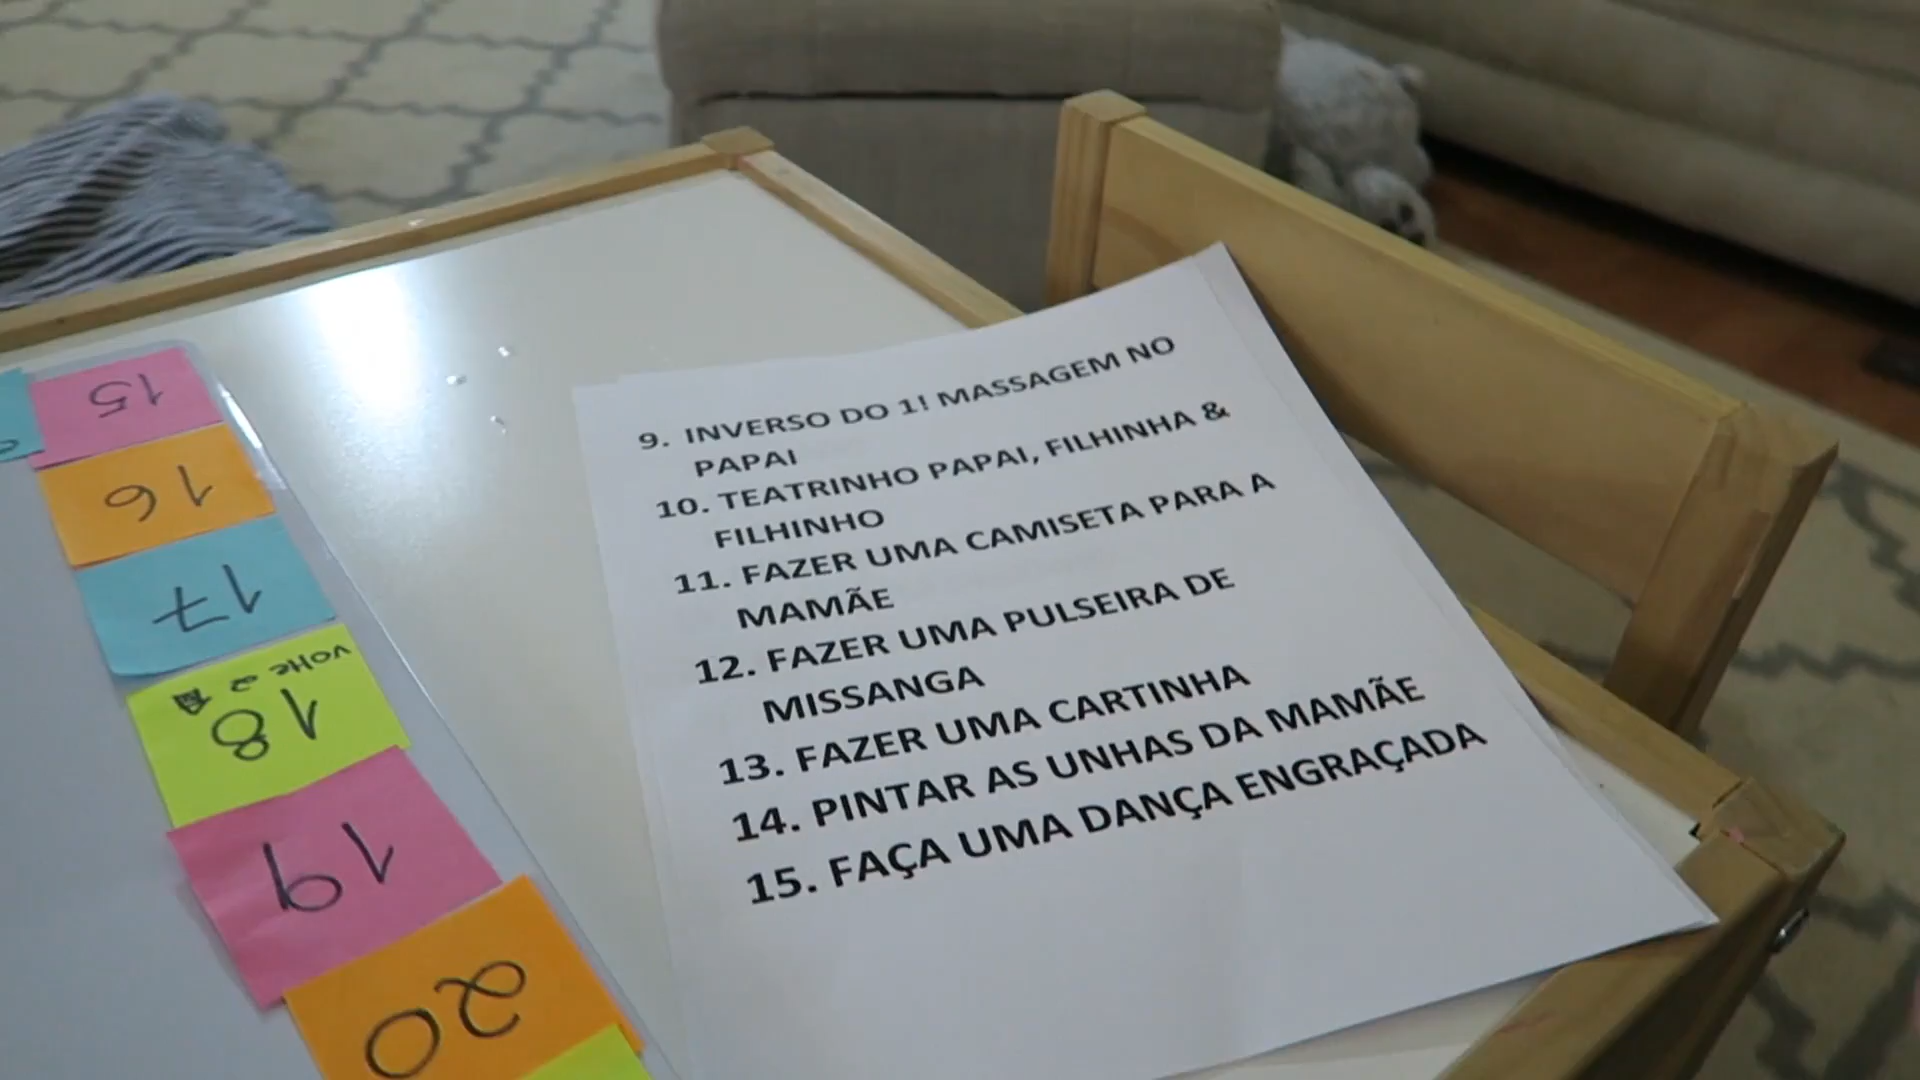 9. INVERSO DO 1! MASSAGEM NO
PAPAI
10. TEATRINHO PAPAI, FILHINHA &
FILHINHO
11. FAZER UMA CAMISETA PARA A
MAMÃE
12. FAZER UMA PULSEIRA DE
MISSANGA
13. FAZER UMA CARTINHA
14. PINTAR AS UNHAS DA MAMÃE
15. FAÇA UMA DANÇA ENGRAÇADA
15
16
17
18
VOLTE 2
19
20